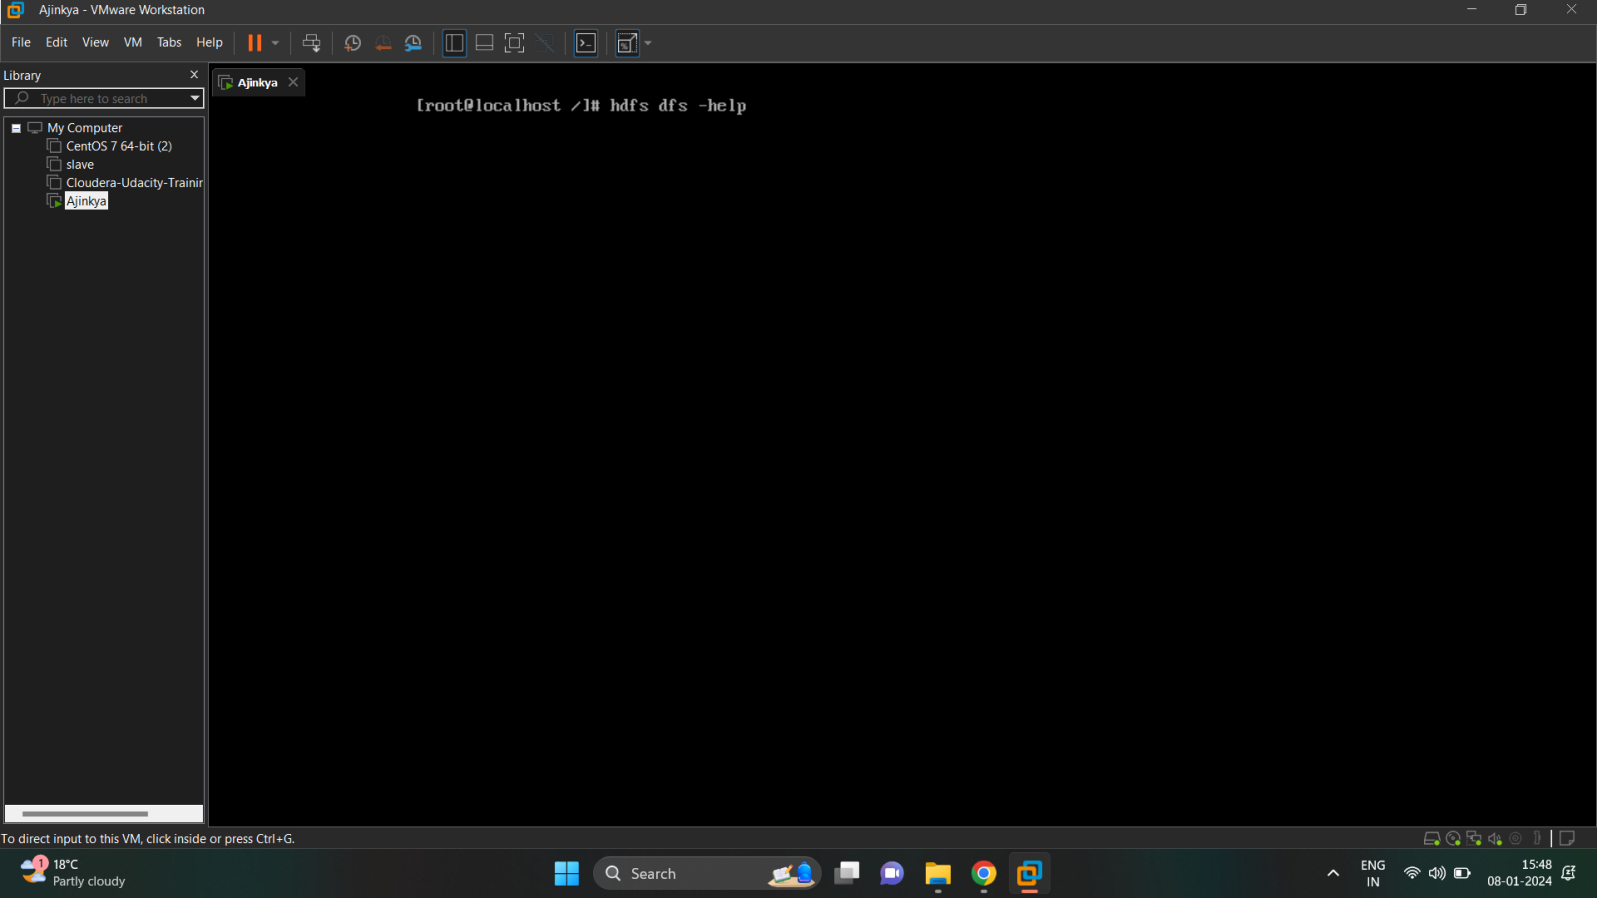 Ajinkya - VMware Workstation
File Edit View VM Tabs Help
Library
Type here to search
Ajinkya
[root@localhost /]# hdfs dfs -help
My Computer
CentOS 7 64-bit (2)
slave
Cloudera-Udacity-Trainin
Ajinkya
To direct input to this VM, click inside or press Ctrl+G.
1
18°C
Partly cloudy
Search
ENG
IN
15:48
08-01-2024